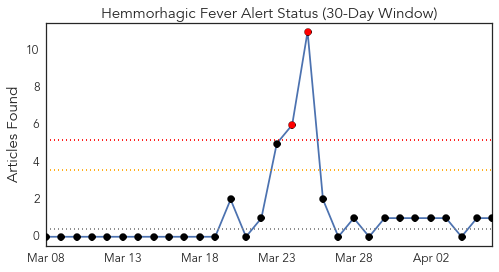 Hemmorhagic Fever Alert Status (30-Day Window)
Articles Found
10
8
6
4
2
0
Mar 08 Mar 13 Mar 18 Mar 23 Mar 28 Apr 02